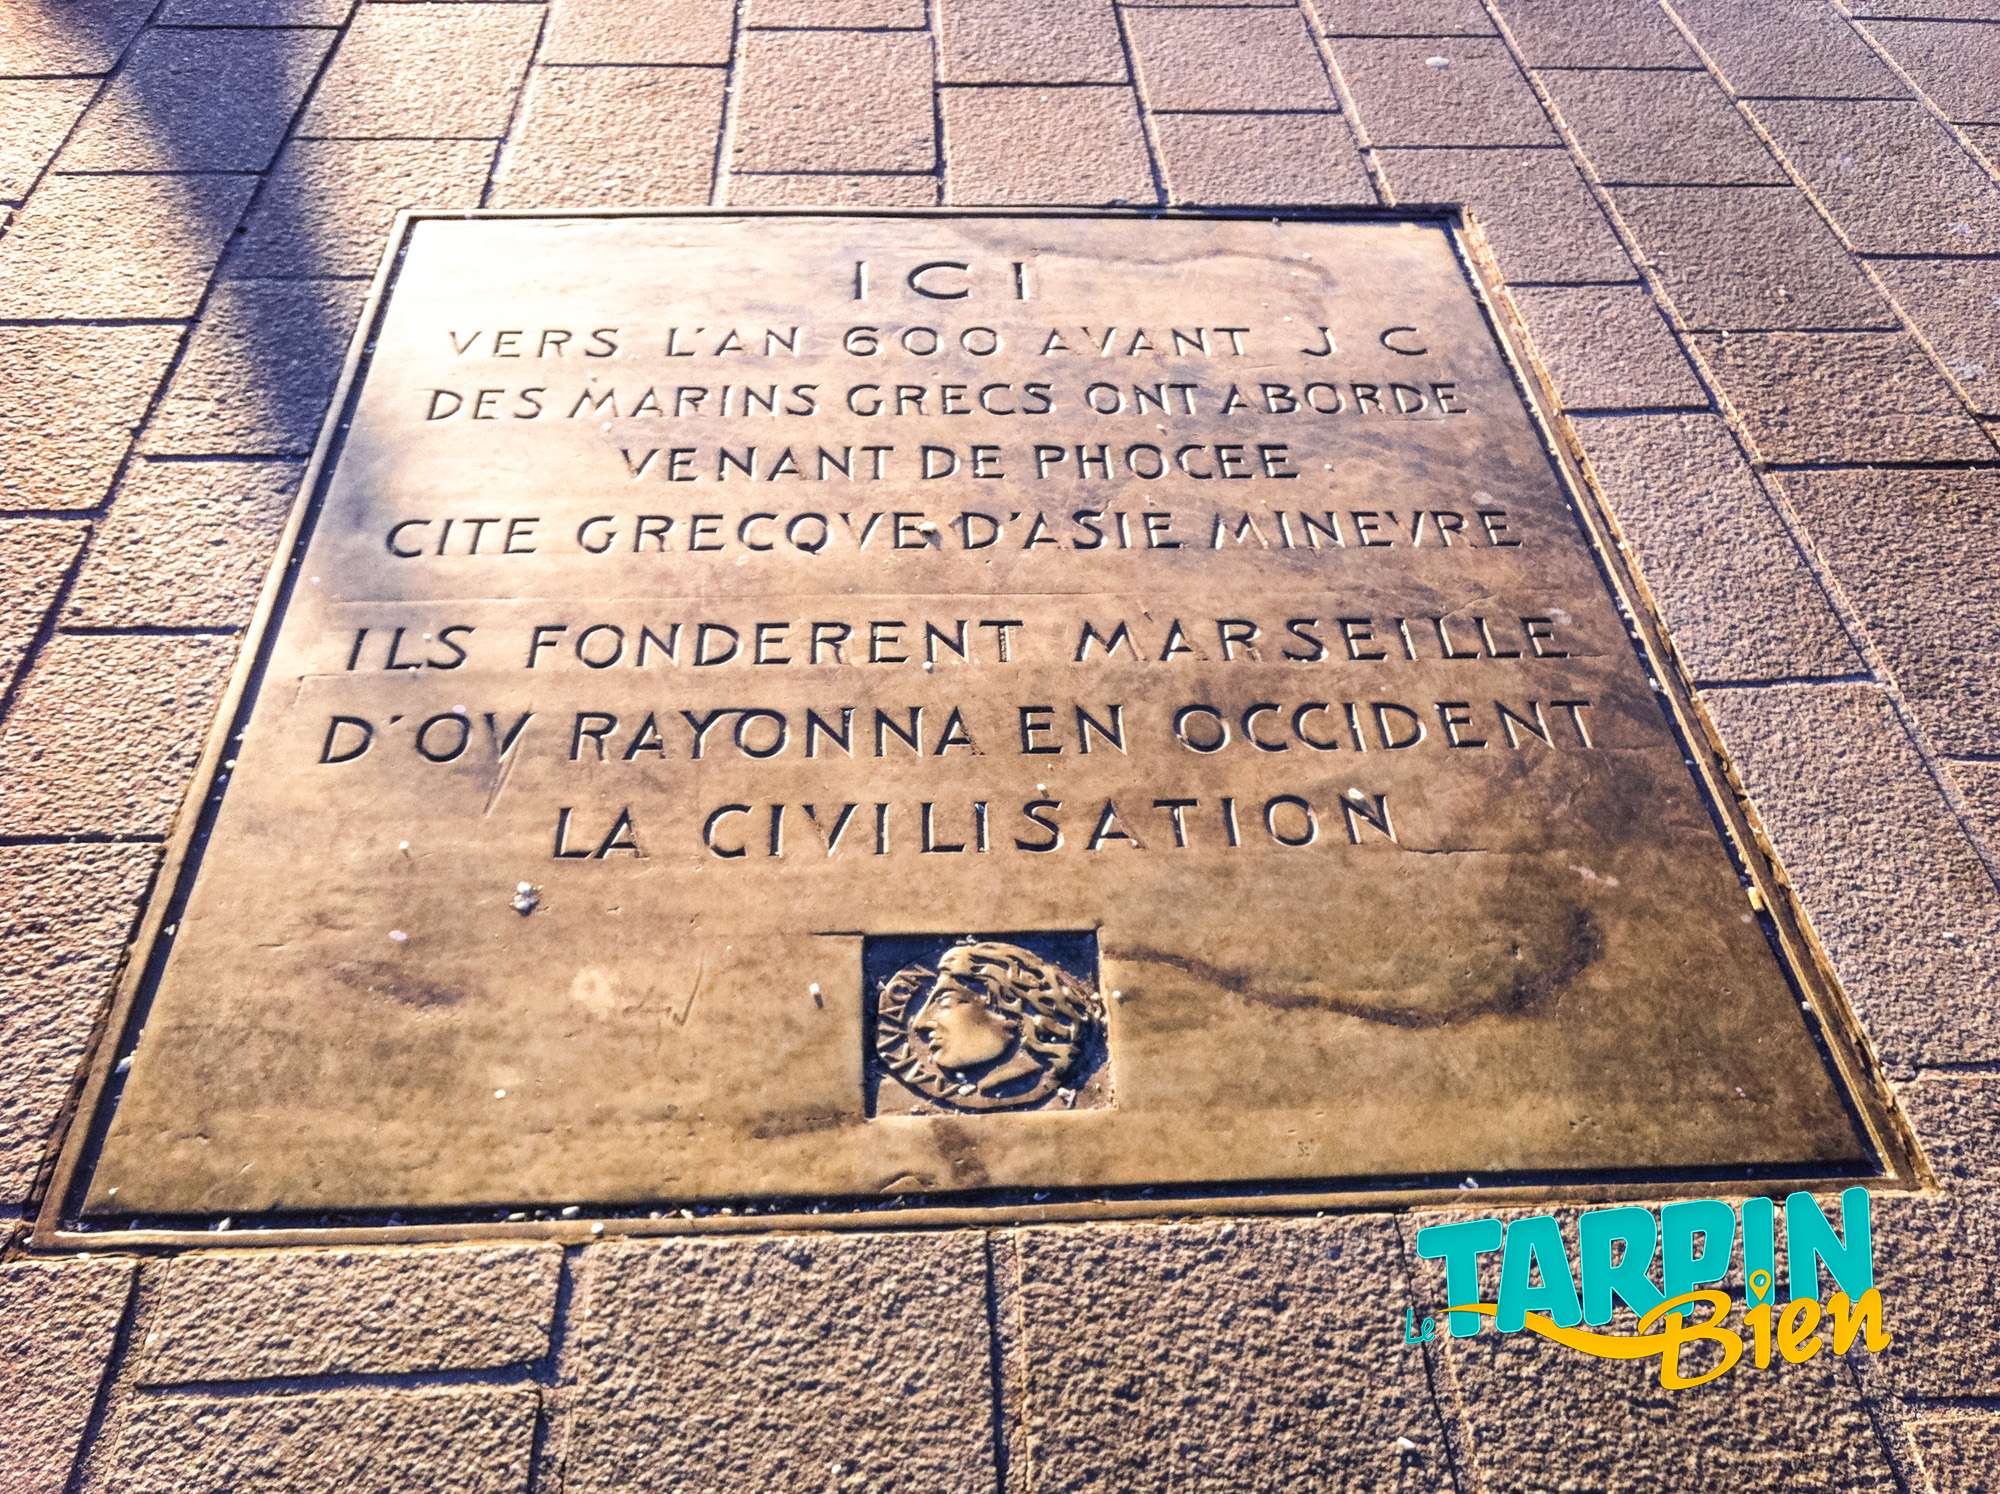 ICI
VERS L'AN 600 AVANT J C
DES MARINS GRECS ONT ABORDE
VENANT DE PHOCEE
CITE GRECQVE D'ASIE MINEVRE
ILS FONDERENT MARSEILLE
D'OV RAYONNA EN OCCIDENT
LA CIVILISATION
Le TARPIN
Bien